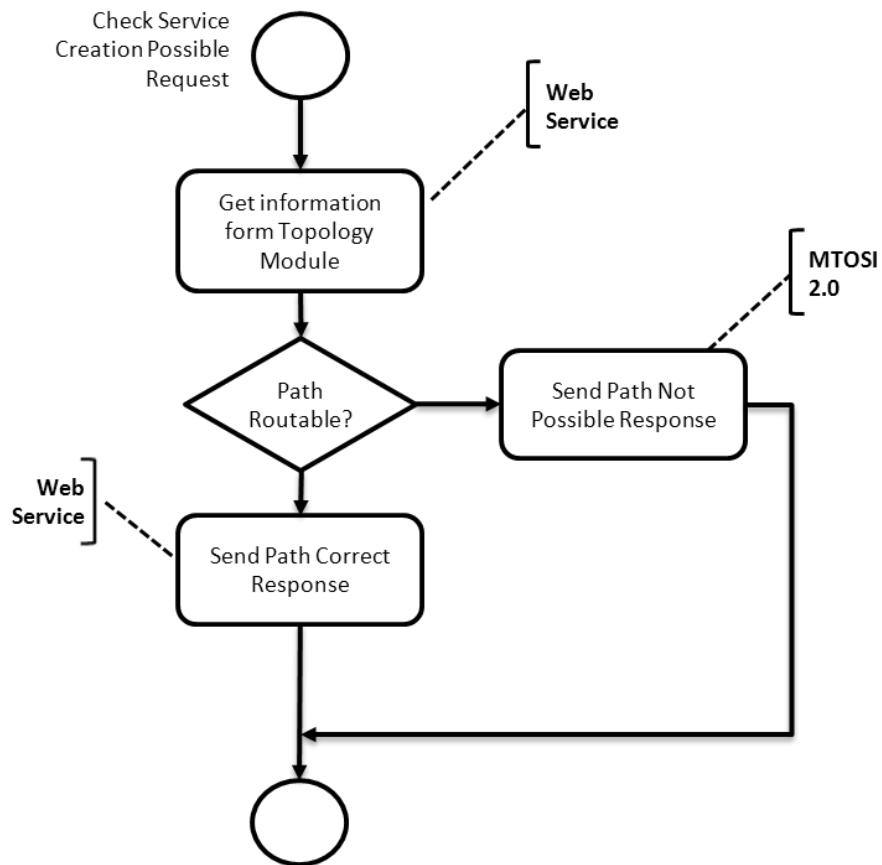 Check Service
Creation Possible
Request
Web
Service
Get information
form Topology
Module
MTOSI
2.0
Path
Routable?
Send Path Not
Possible Response
Web
Service
Send Path Correct
Response